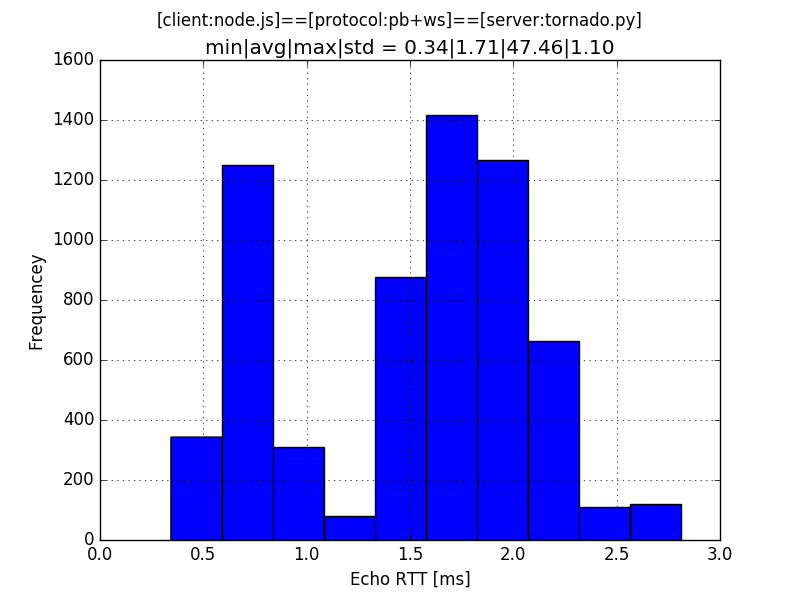 [client:node.js]==[protocol:pb+ws]==[server:tornado.py]
min|avg|max|std = 0.34|1.71|47.46|1.10
1600
1400
1200
1000
800
600
400
200
0
Frequencey
0.0 0.5 1.0 1.5 2.0 2.5 3.0
Echo RTT [ms]